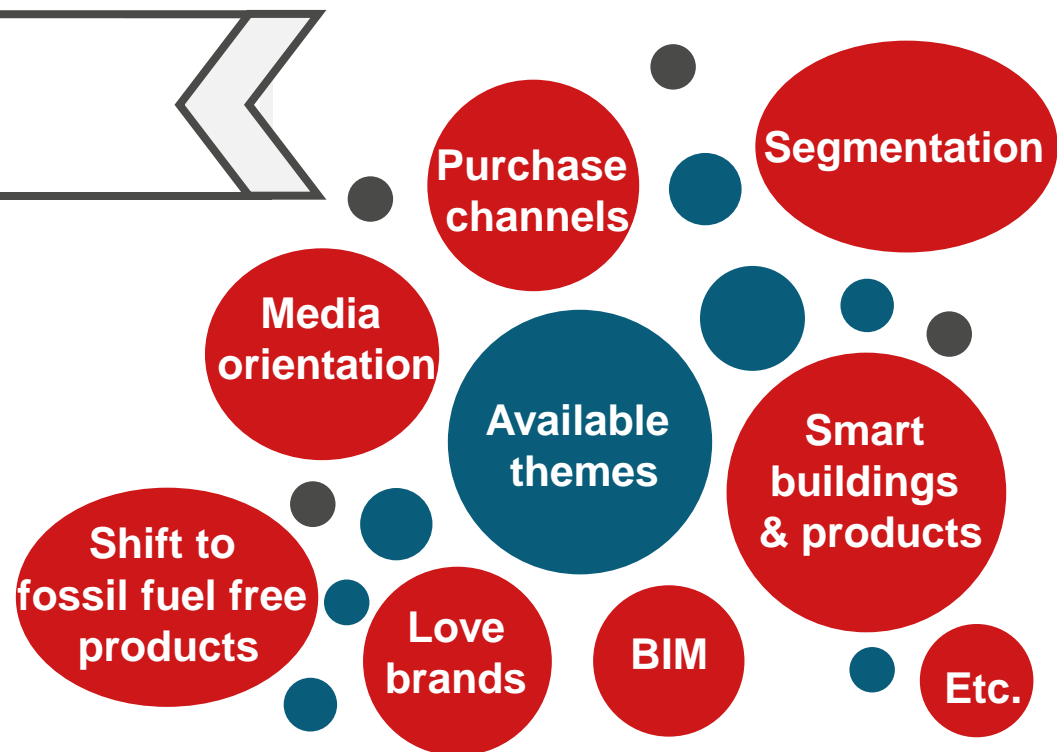 Purchase
channels
Segmentation
Media
orientation
Available
themes
Smart
buildings
& products
Shift to
fossil fuel free
products
Love
brands
BIM
Etc.